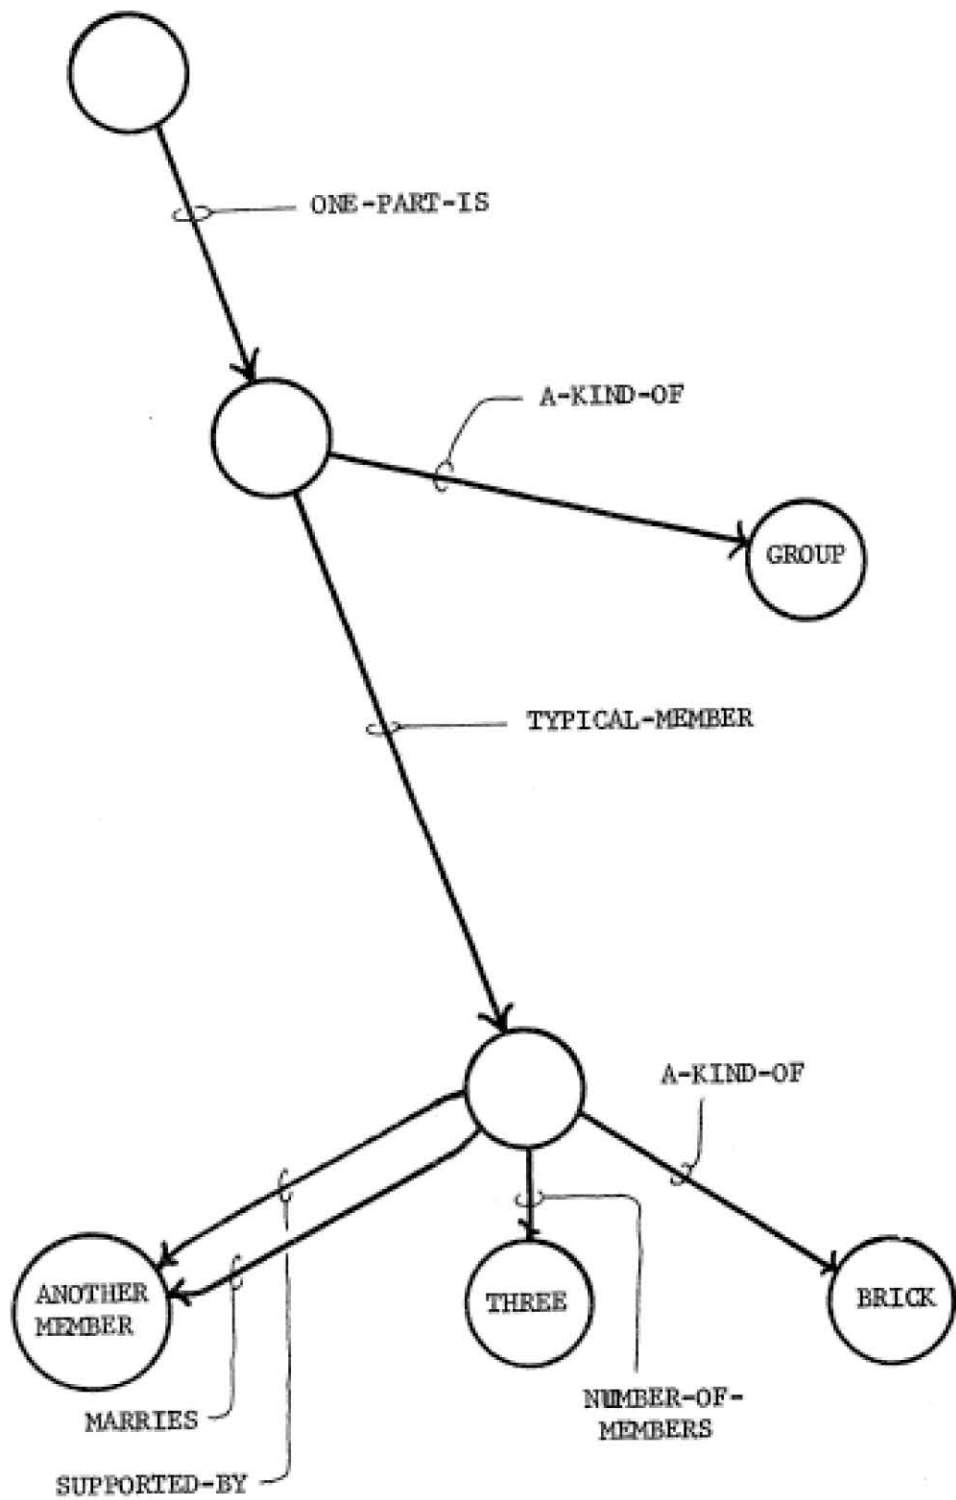 ONE-PART-IS
A-KIND-OF
GROUP
TYPICAL-MEMBER
A-KIND-OF
ANOTHER
MEMBER
THREE
BRICK
NUMBER-OF-
MEMBERS
MARRIES
SUPPORTED-BY